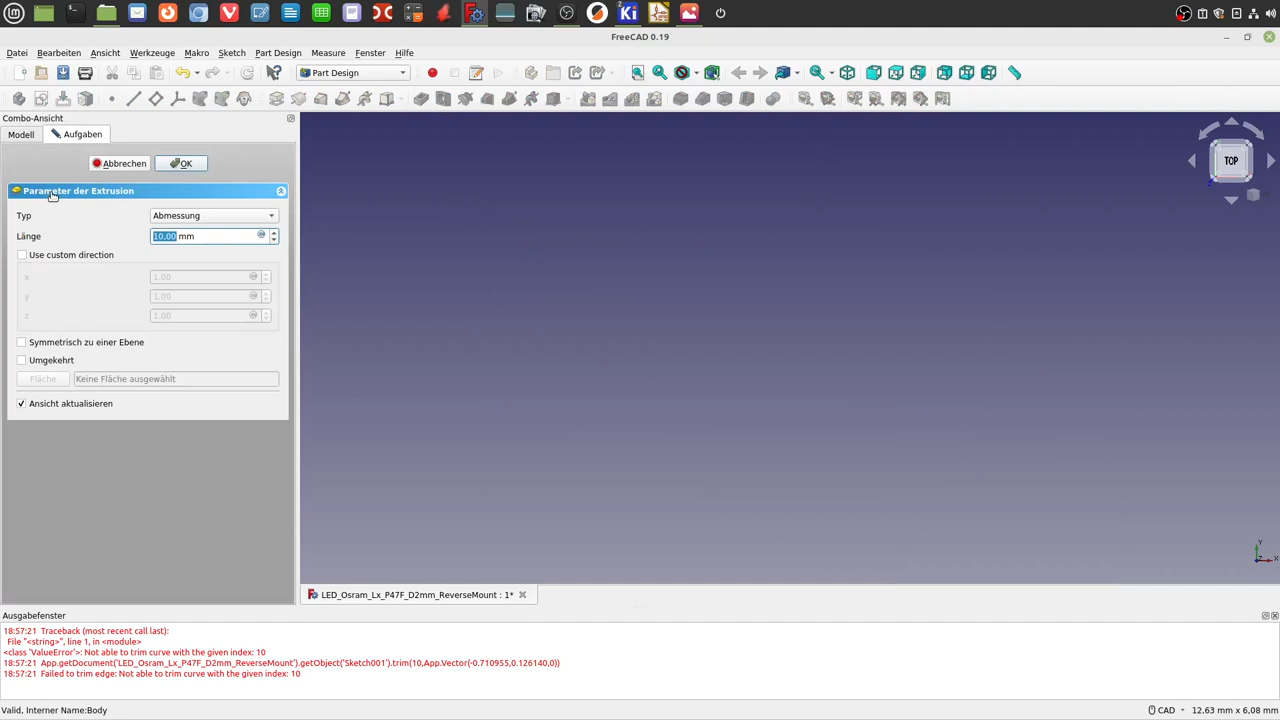 FreeCAD 0.19
Datei Bearbeiten Ansicht Werkzeuge Makro Sketch Part Design Measure Fenster Hilfe
Part Design
Combo-Ansicht
Modell Aufgaben
Abbrechen OK
Parameter der Extrusion
Typ Abmessung
Länge 10.00 mm
Use custom direction
x 1.00
y 1.00
z 1.00
Symmetrisch zu einer Ebene
Umgekehrt
Fläche Keine Fläche ausgewählt
Ansicht aktualisieren
TOP
Z
Y
X
LED_Osram_Lx_P47F_D2mm_ReverseMount : 1*
Ausgabefenster
18:57:21 Traceback (most recent call last):
File "<string>", line 1, in <module>
<class 'ValueError'>: Not able to trim curve with the given index: 10
18:57:21 App.getDocument('LED_Osram_Lx_P47F_D2mm_ReverseMount').getObject('Sketch001').trim(10,App.Vector(-0.710955,0.126140,0))
18:57:21 Failed to trim edge: Not able to trim curve with the given index: 10
Valid, Interner Name:Body
CAD 12.63 mm x 6,08 mm